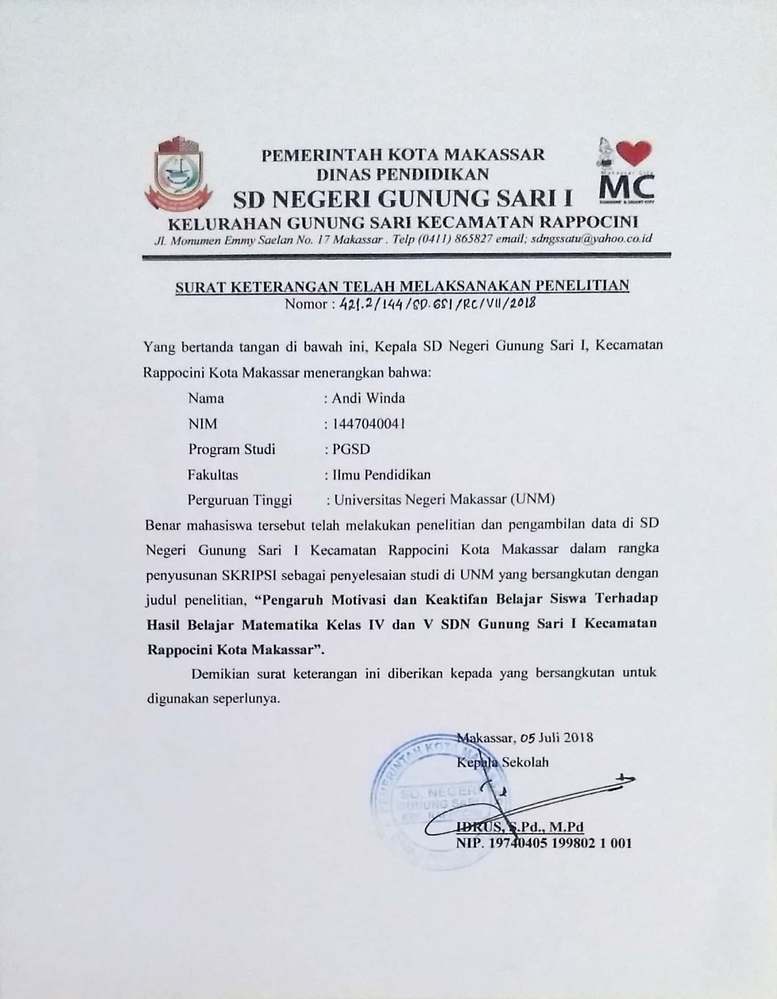 PEMERINTAH KOTA MAKASSAR
DINAS PENDIDIKAN
SD NEGERI GUNUNG SARI I
MC
KELURAHAN GUNUNG SARI KECAMATAN RAPPOCINI
Jl. Monumen Emmy Saelan No. 17 Makassar . Telp (0411) 865827 email; sdngssatu@yahoo.co.id
SURAT KETERANGAN TELAH MELAKSANAKAN PENELITIAN
Nomor : 421.2/144/SD.GS1/RC/VII/2018
Yang bertanda tangan di bawah ini, Kepala SD Negeri Gunung Sari I, Kecamatan
Rappocini Kota Makassar menerangkan bahwa:
Nama : Andi Winda
NIM : 1447040041
Program Studi : PGSD
Fakultas : Ilmu Pendidikan
Perguruan Tinggi : Universitas Negeri Makassar (UNM)
Benar mahasiswa tersebut telah melakukan penelitian dan pengambilan data di SD
Negeri Gunung Sari I Kecamatan Rappocini Kota Makassar dalam rangka
penyusunan SKRIPSI sebagai penyelesaian studi di UNM yang bersangkutan dengan
judul penelitian, “Pengaruh Motivasi dan Keaktifan Belajar Siswa Terhadap
Hasil Belajar Matematika Kelas IV dan V SDN Gunung Sari I Kecamatan
Rappocini Kota Makassar”.
Demikian surat keterangan ini diberikan kepada yang bersangkutan untuk
digunakan seperlunya.
Makassar, 05 Juli 2018
Kepala Sekolah
PEMERINTAH KOTA
SD. NEGERI
GUNUNG SARI
IDRUS, S.Pd., M.Pd
NIP. 19740405 199802 1 001